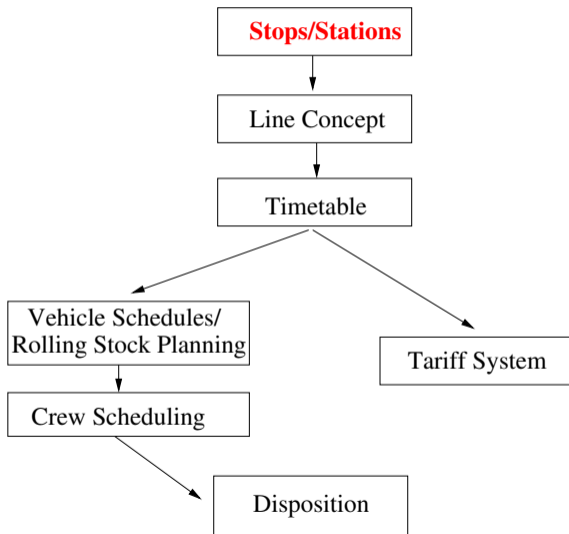 Stops/Stations
Line Concept
Timetable
Vehicle Schedules/
Rolling Stock Planning
Tariff System
Crew Scheduling
Disposition